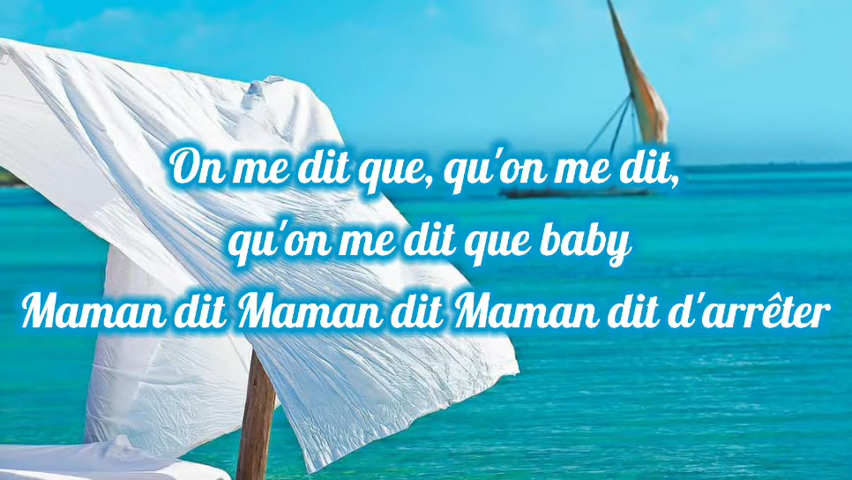 On me dit que, qu'on me dit,
qu'on me dit que baby
Maman dit Maman dit Maman dit d'arrêter